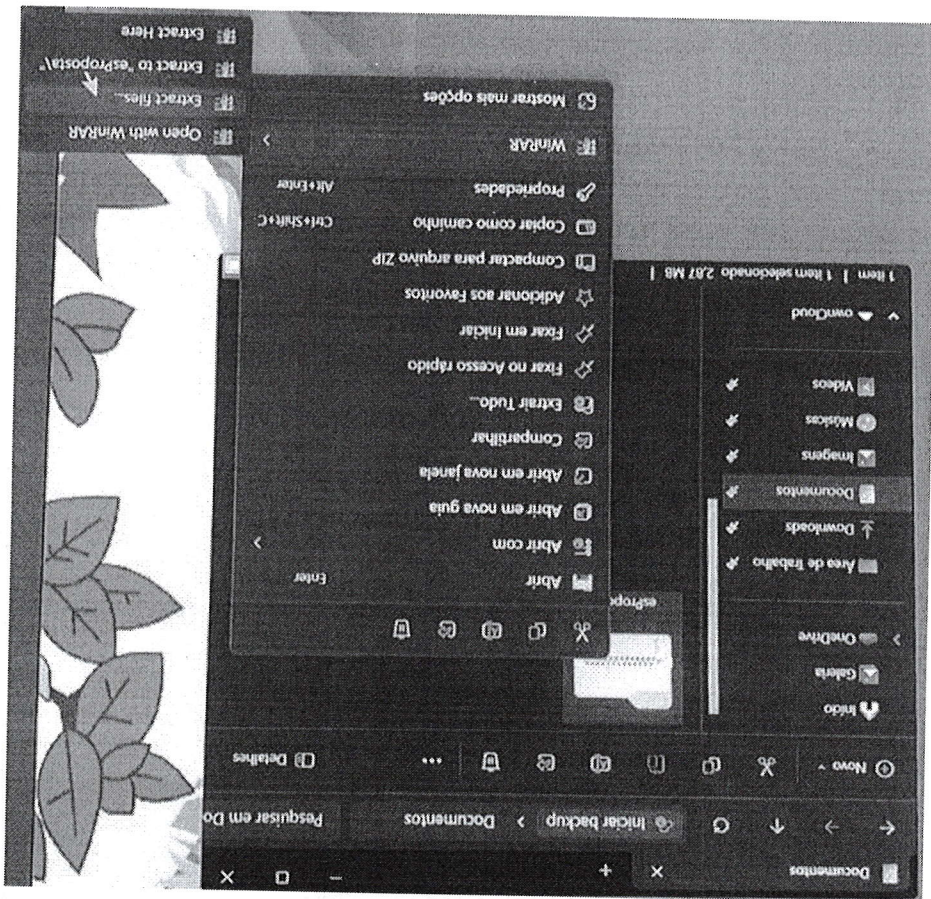 Documentos
Iniciar backup > Documentos
Pesquisar em Do
Novo
Detalhes
Início
Galeria
OneDrive
Área de Trabalho
Downloads
Documentos
Imagens
Músicas
Vídeos
ownCloud
1 item | 1 item selecionado 2,87 MB |
esPropo
Abrir Enter
Abrir com
Abrir em nova guia
Abrir em nova janela
Compartilhar
Extrair Tudo...
Fixar no Acesso rápido
Fixar em Iniciar
Adicionar aos Favoritos
Compactar para arquivo ZIP
Copiar como caminho Ctrl+Shift+C
Propriedades Alt+Enter
WinRAR
Mostrar mais opções
Open with WinRAR
Extract files...
Extract to "esProposta\"
Extract Here